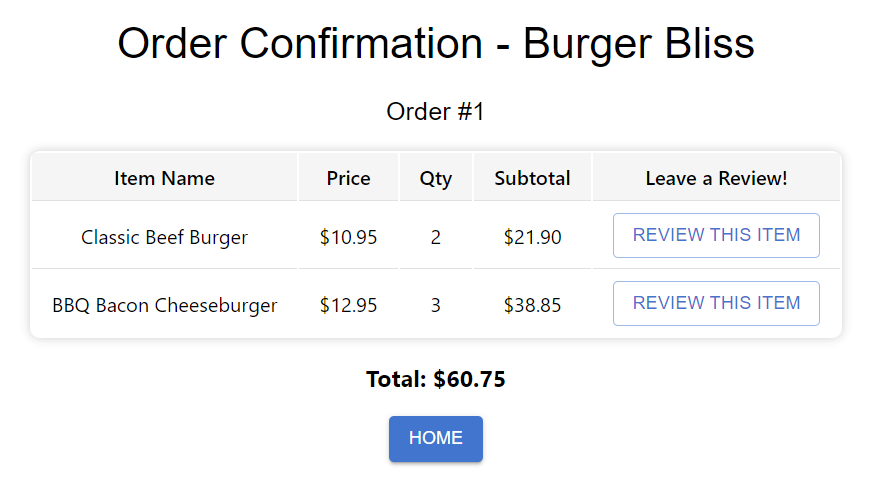 Order Confirmation - Burger Bliss
Order #1
Item Name Price Qty Subtotal Leave a Review!
Classic Beef Burger $10.95 2 $21.90 REVIEW THIS ITEM
BBQ Bacon Cheeseburger $12.95 3 $38.85 REVIEW THIS ITEM
Total: $60.75
HOME